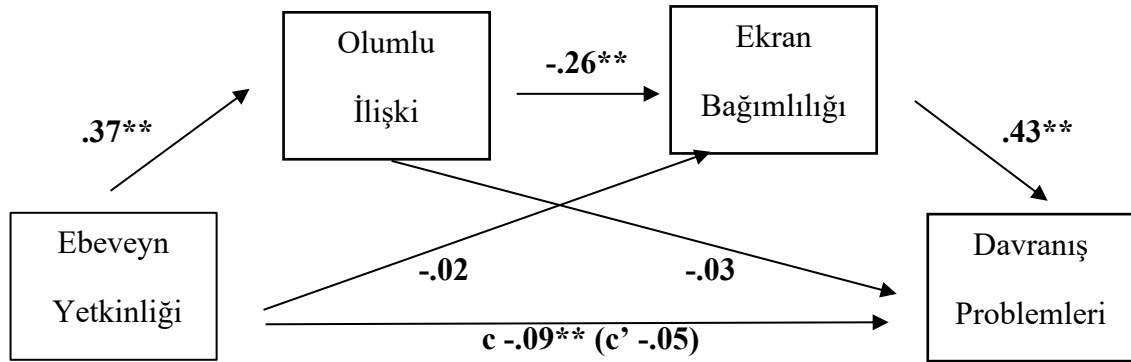 Olumlu
İlişki
Ekran
Bağımlılığı
-.26**
.37**
.43**
Ebeveyn
Yetkinliği
Davranış
Problemleri
-.02
-.03
c -.09** (c’ -.05)